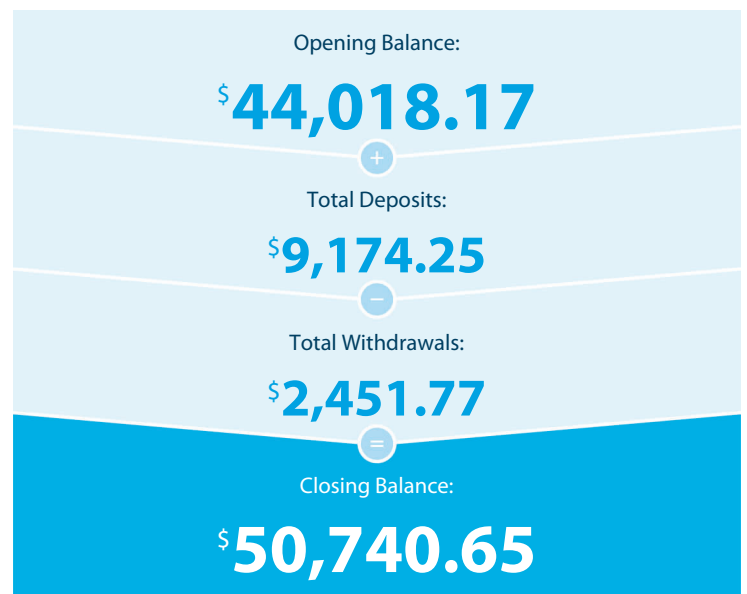 Opening Balance:
$44,018.17
+
Total Deposits:
$9,174.25
−
Total Withdrawals:
$2,451.77
=
Closing Balance:
$50,740.65